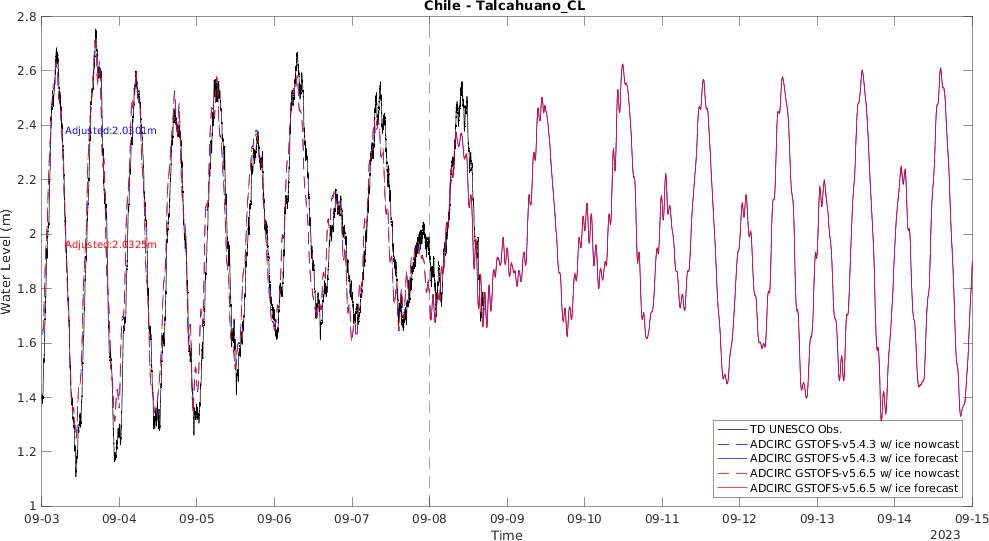 Chile - Talcahuano_CL
2.8
2.6
2.4
2.2
2
1.8
1.6
1.4
1.2
1
Water Level (m)
Adjusted:2.0301m
Adjusted:2.0325m
TD UNESCO Obs.
ADCIRC GSTOFS-v5.4.3 w/ ice nowcast
ADCIRC GSTOFS-v5.4.3 w/ ice forecast
ADCIRC GSTOFS-v5.6.5 w/ ice nowcast
ADCIRC GSTOFS-v5.6.5 w/ ice forecast
09-03 09-04 09-05 09-06 09-07 09-08 09-09 09-10 09-11 09-12 09-13 09-14 09-15
Time
2023